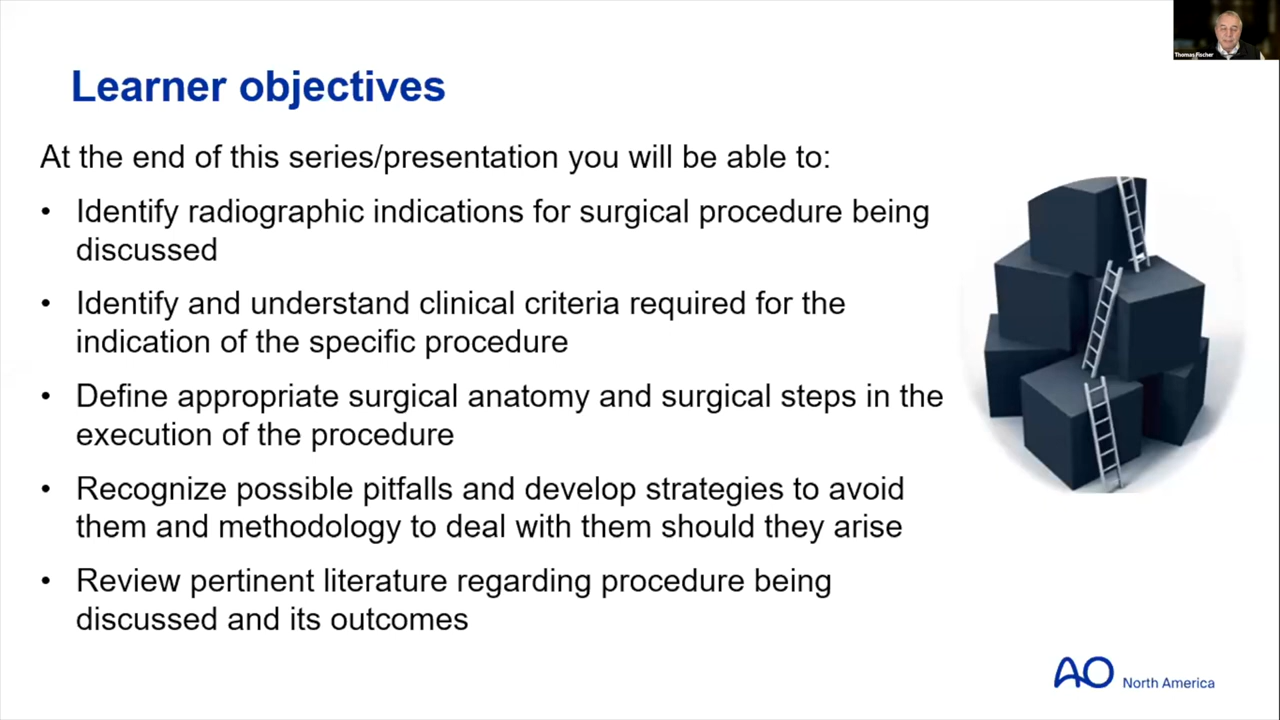 Thomas Fischer
Learner objectives
At the end of this series/presentation you will be able to:
• Identify radiographic indications for surgical procedure being
discussed
• Identify and understand clinical criteria required for the
indication of the specific procedure
• Define appropriate surgical anatomy and surgical steps in the
execution of the procedure
• Recognize possible pitfalls and develop strategies to avoid
them and methodology to deal with them should they arise
• Review pertinent literature regarding procedure being
discussed and its outcomes
AO North America